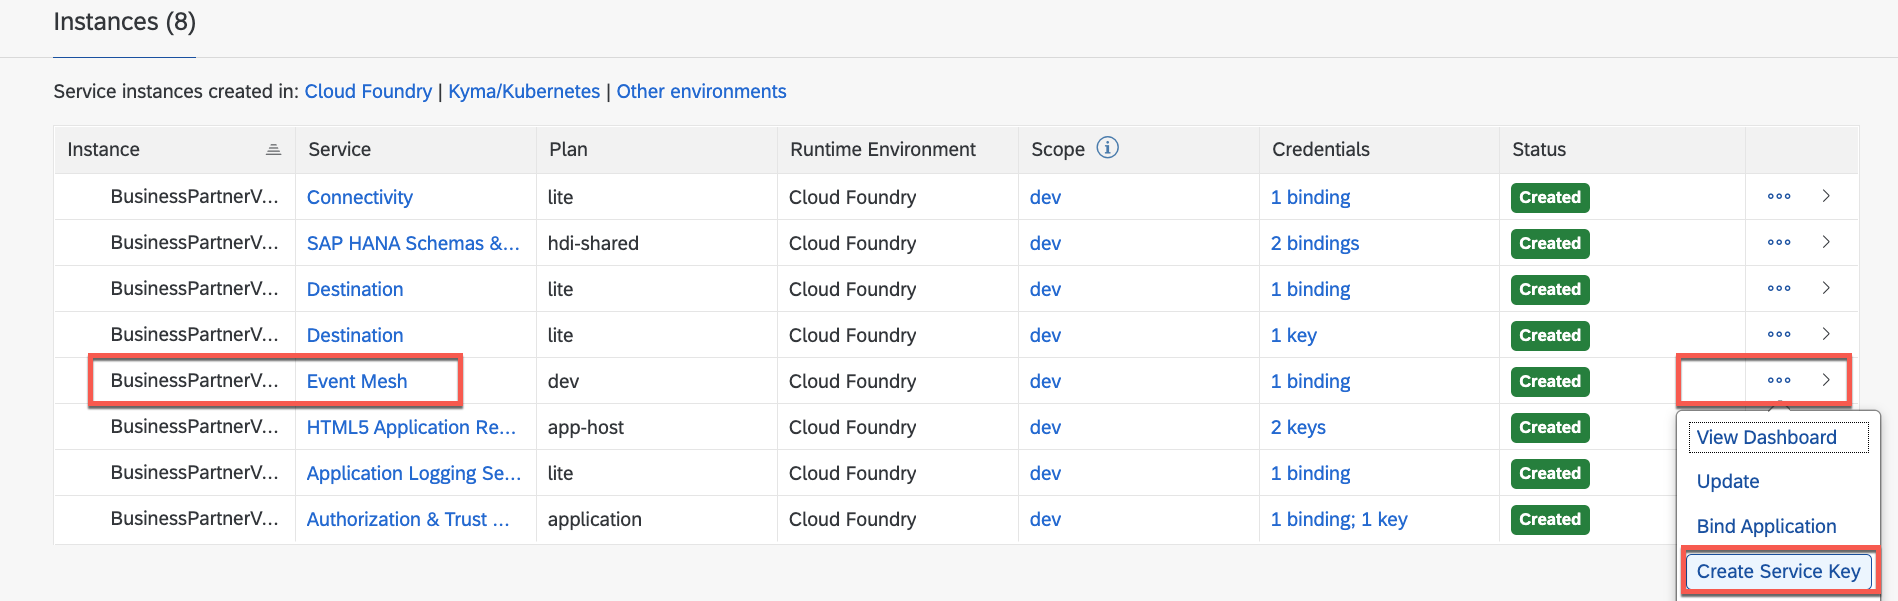 Instances (8)
Service instances created in: Cloud Foundry | Kyma/Kubernetes | Other environments
Instance Service Plan Runtime Environment Scope Credentials Status
BusinessPartnerV... Connectivity lite Cloud Foundry dev 1 binding Created
BusinessPartnerV... SAP HANA Schemas &... hdi-shared Cloud Foundry dev 2 bindings Created
BusinessPartnerV... Destination lite Cloud Foundry dev 1 binding Created
BusinessPartnerV... Destination lite Cloud Foundry dev 1 key Created
BusinessPartnerV... Event Mesh dev Cloud Foundry dev 1 binding Created
BusinessPartnerV... HTML5 Application Re... app-host Cloud Foundry dev 2 keys Created
BusinessPartnerV... Application Logging Se... lite Cloud Foundry dev 1 binding Created
BusinessPartnerV... Authorization & Trust ... application Cloud Foundry dev 1 binding; 1 key Created
View Dashboard
Update
Bind Application
Create Service Key